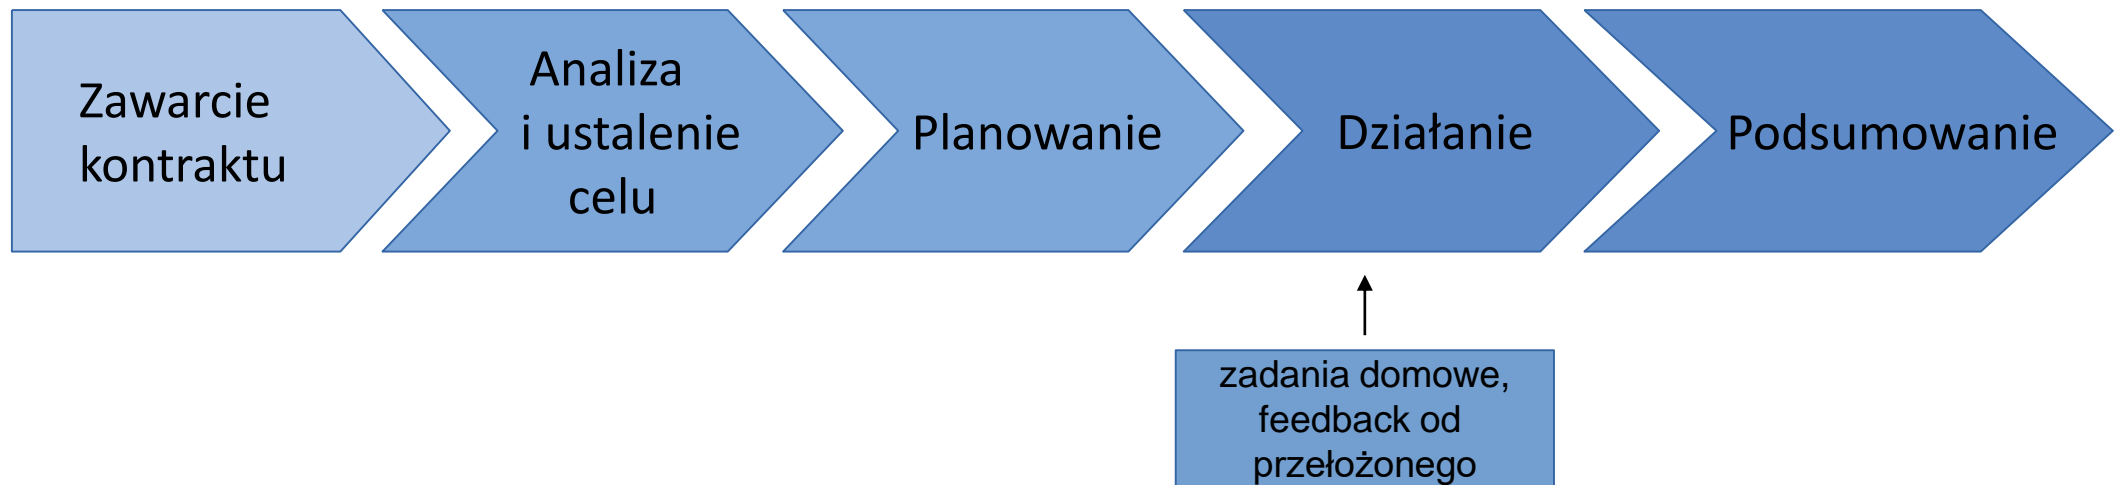 Zawarcie
kontraktu
Analiza
i ustalenie
celu
Planowanie
Działanie
Podsumowanie
zadania domowe,
feedback od
przełożonego